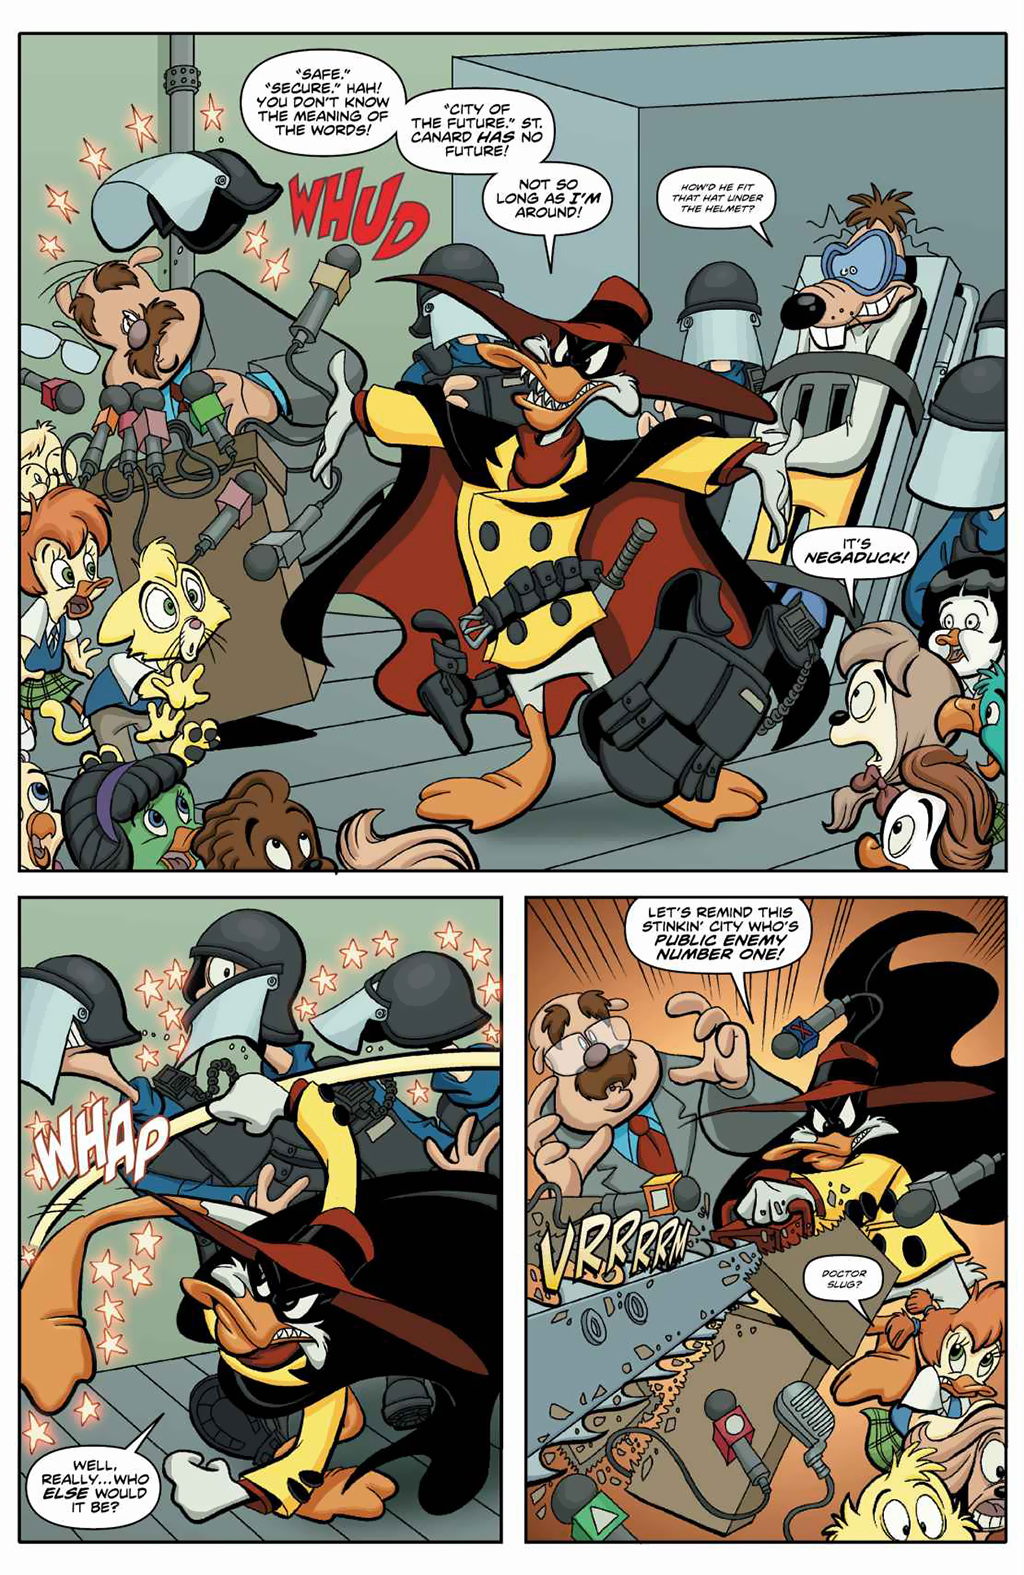 "SAFE."
"SECURE." HAH!
YOU DON'T KNOW
THE MEANING OF
THE WORDS!
"CITY OF
THE FUTURE." ST.
CANARD HAS NO
FUTURE!
WHUD
NOT SO
LONG AS I'M
AROUND!
HOW'D HE FIT
THAT HAT UNDER
THE HELMET?
IT'S
NEGADUCK!
WHAP
WELL,
REALLY...WHO
ELSE WOULD
IT BE?
LET'S REMIND THIS
STINKIN' CITY WHO'S
PUBLIC ENEMY
NUMBER ONE!
X
VRRRRRM
DOCTOR
SLUG?